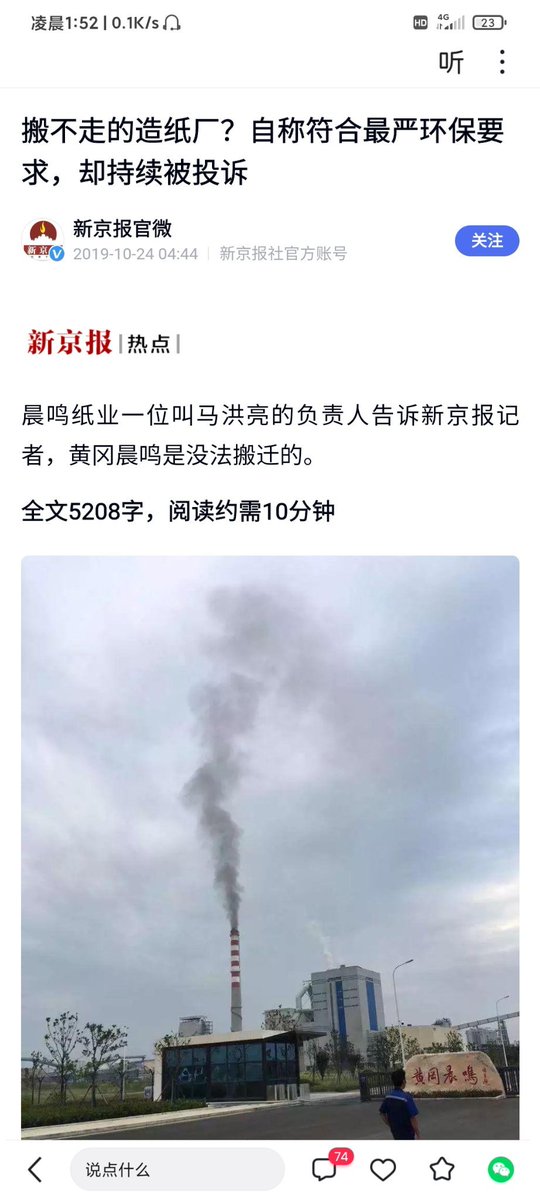 凌晨1:52 | 0.1K/s
HD 4G 23
听
搬不走的造纸厂？自称符合最严环保要
求，却持续被投诉
新京报官微
2019-10-24 04:44 | 新京报社官方账号
关注
新京报 | 热点 |
晨鸣纸业一位叫马洪亮的负责人告诉新京报记
者，黄冈晨鸣是没法搬迁的。
全文5208字，阅读约需10分钟
黄冈晨鸣
说点什么
74